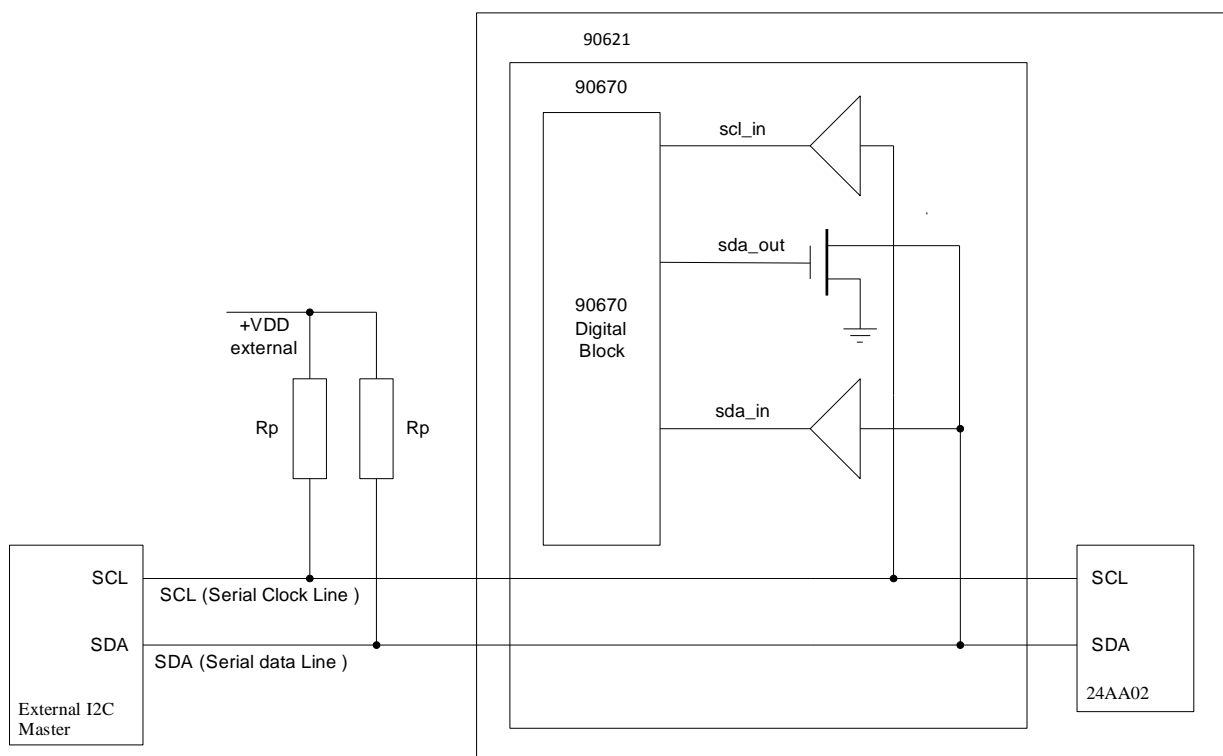 90621
90670
scl_in
sda_out
90670
Digital
Block
+VDD
external
Rp
Rp
sda_in
SCL
SCL (Serial Clock Line )
SCL
SDA
SDA (Serial data Line )
SDA
External I2C
Master
24AA02